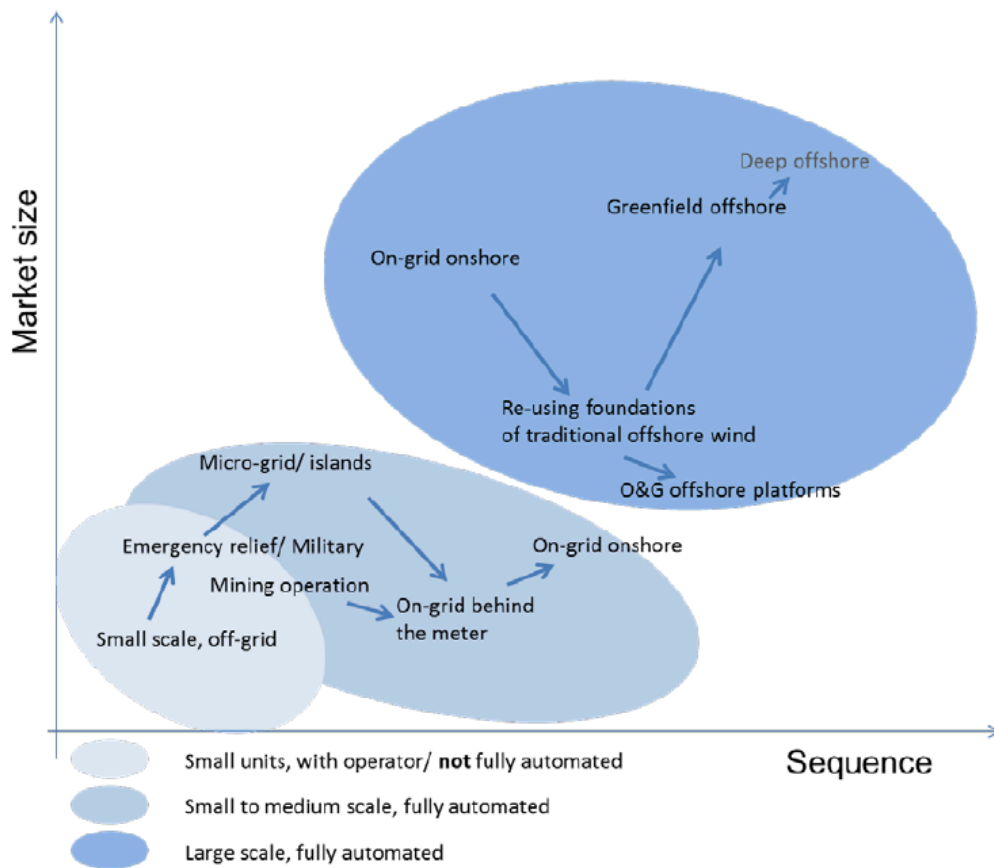 Market size
Deep offshore
Greenfield offshore
On-grid onshore
Re-using foundations
of traditional offshore wind
O&G offshore platforms
Micro-grid/ islands
Emergency relief/ Military
On-grid onshore
Mining operation
On-grid behind
the meter
Small scale, off-grid
Sequence
Small units, with operator/ not fully automated
Small to medium scale, fully automated
Large scale, fully automated